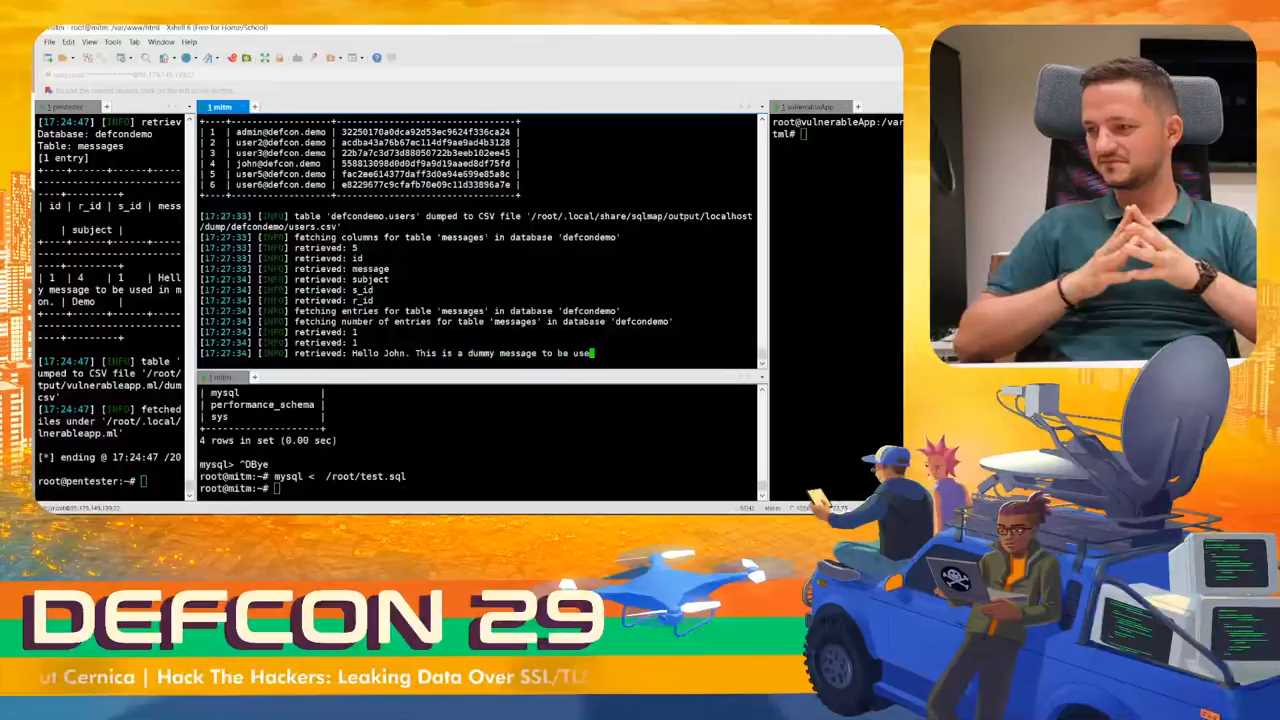 root@mitm: /var/www/html - Xshell 6 (Free for Home/School)
File Edit View Tools Tab Window Help
1 pentester
[17:24:47] [INFO] retriev
Database: defcondemo
Table: messages
[1 entry]
| id | r_id | s_id | mess
| subject |
| 1 | 4 | 1 | Hell
y message to be used in m
on. | Demo |
[17:24:47] [INFO] table '
umped to CSV file '/root/
tput/vulnerableapp.ml/dum
csv'
[17:24:47] [INFO] fetched
iles under '/root/.local/
lnerableapp.ml'
[*] ending @ 17:24:47 /20
root@pentester:~#
1 mitm
| 1 | admin@defcon.demo | 32250170a0dca92d53ec9624f336ca24 |
| 2 | user2@defcon.demo | acdba43a67ec114df9ae9ad4b3128 |
| 3 | user3@defcon.demo | 22b7a7c3d73d88050722b3eeb102ee45 |
| 4 | john@defcon.demo | 558813098d0d0f9a9d19aaed8df75fd |
| 5 | user5@defcon.demo | fac2ee614377daff3d0e94e699e85a8c |
| 6 | user6@defcon.demo | e8229677c9cfafb70e09c11d33896a7e |
[17:27:33] [INFO] table 'defcondemo.users' dumped to CSV file '/root/.local/share/sqlmap/output/localhost
/dump/defcondemo/users.csv'
[17:27:33] [INFO] fetching columns for table 'messages' in database 'defcondemo'
[17:27:33] [INFO] retrieved: 5
[17:27:34] [INFO] retrieved: id
[17:27:34] [INFO] retrieved: message
[17:27:34] [INFO] retrieved: subject
[17:27:34] [INFO] retrieved: s_id
[17:27:34] [INFO] retrieved: r_id
[17:27:34] [INFO] fetching entries for table 'messages' in database 'defcondemo'
[17:27:34] [INFO] fetching number of entries for table 'messages' in database 'defcondemo'
[17:27:34] [INFO] retrieved: 1
[17:27:34] [INFO] retrieved: 1
[17:27:34] [INFO] retrieved: Hello John. This is a dummy message to be use
1 mitm
| mysql |
| performance_schema |
| sys |
4 rows in set (0.00 sec)
mysql> ^DBye
root@mitm:~# mysql < /root/test.sql
root@mitm:~#
1 vulnerableApp
root@vulnerableApp:/var
tml#
DEFCON 29
ut Cernica | Hack The Hackers: Leaking Data Over SSL/TLS